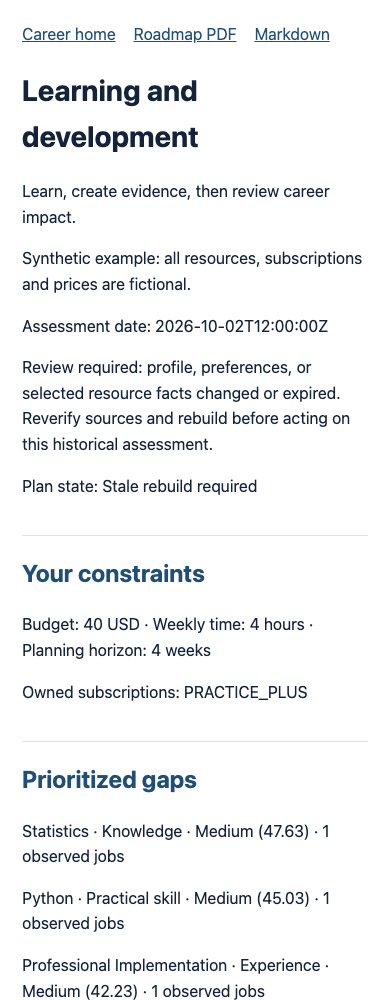 Career home Roadmap PDF Markdown
Learning and
development
Learn, create evidence, then review career
impact.
Synthetic example: all resources, subscriptions
and prices are fictional.
Assessment date: 2026-10-02T12:00:00Z
Review required: profile, preferences, or
selected resource facts changed or expired.
Reverify sources and rebuild before acting on
this historical assessment.
Plan state: Stale rebuild required
Your constraints
Budget: 40 USD · Weekly time: 4 hours ·
Planning horizon: 4 weeks
Owned subscriptions: PRACTICE_PLUS
Prioritized gaps
Statistics · Knowledge · Medium (47.63) · 1
observed jobs
Python · Practical skill · Medium (45.03) · 1
observed jobs
Professional Implementation · Experience ·
Medium (42.23) · 1 observed jobs